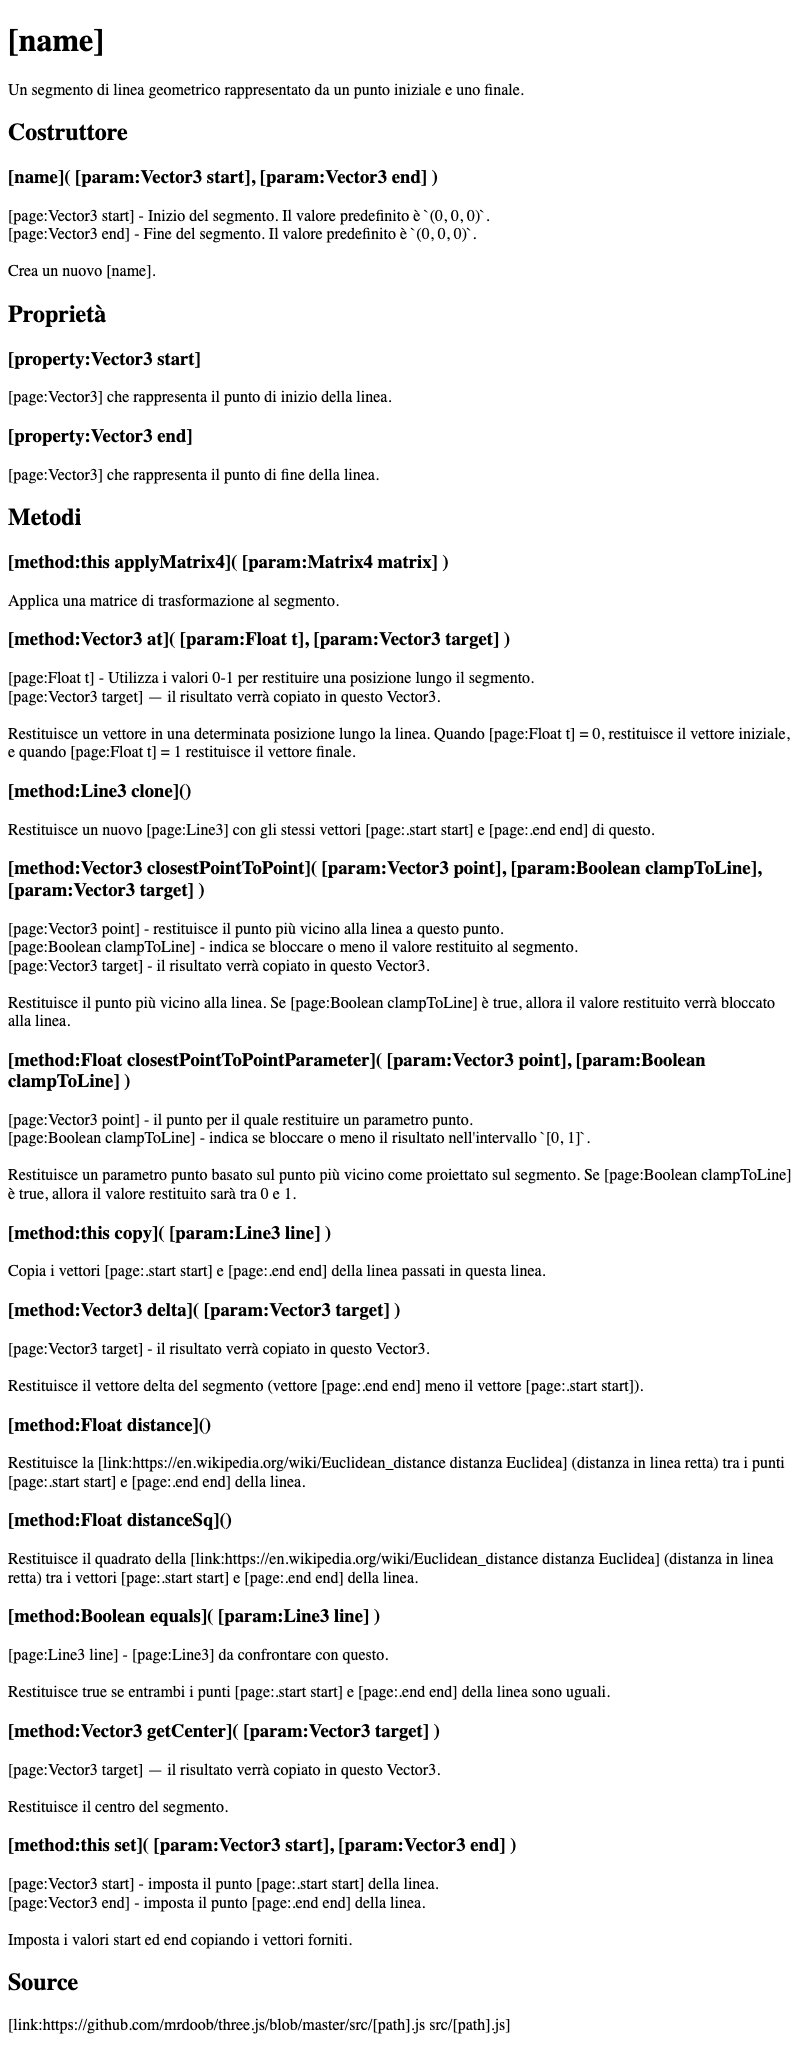 [name]
Un segmento di linea geometrico rappresentato da un punto iniziale e uno finale.
Costruttore
[name]( [param:Vector3 start], [param:Vector3 end] )
[page:Vector3 start] - Inizio del segmento. Il valore predefinito è `(0, 0, 0)`.
[page:Vector3 end] - Fine del segmento. Il valore predefinito è `(0, 0, 0)`.
Crea un nuovo [name].
Proprietà
[property:Vector3 start]
[page:Vector3] che rappresenta il punto di inizio della linea.
[property:Vector3 end]
[page:Vector3] che rappresenta il punto di fine della linea.
Metodi
[method:this applyMatrix4]( [param:Matrix4 matrix] )
Applica una matrice di trasformazione al segmento.
[method:Vector3 at]( [param:Float t], [param:Vector3 target] )
[page:Float t] - Utilizza i valori 0-1 per restituire una posizione lungo il segmento.
[page:Vector3 target] — il risultato verrà copiato in questo Vector3.
Restituisce un vettore in una determinata posizione lungo la linea. Quando [page:Float t] = 0, restituisce il vettore iniziale,
e quando [page:Float t] = 1 restituisce il vettore finale.
[method:Line3 clone]()
Restituisce un nuovo [page:Line3] con gli stessi vettori [page:.start start] e [page:.end end] di questo.
[method:Vector3 closestPointToPoint]( [param:Vector3 point], [param:Boolean clampToLine],
[param:Vector3 target] )
[page:Vector3 point] - restituisce il punto più vicino alla linea a questo punto.
[page:Boolean clampToLine] - indica se bloccare o meno il valore restituito al segmento.
[page:Vector3 target] - il risultato verrà copiato in questo Vector3.
Restituisce il punto più vicino alla linea. Se [page:Boolean clampToLine] è true, allora il valore restituito verrà bloccato
alla linea.
[method:Float closestPointToPointParameter]( [param:Vector3 point], [param:Boolean
clampToLine] )
[page:Vector3 point] - il punto per il quale restituire un parametro punto.
[page:Boolean clampToLine] - indica se bloccare o meno il risultato nell'intervallo `[0, 1]`.
Restituisce un parametro punto basato sul punto più vicino come proiettato sul segmento. Se [page:Boolean clampToLine]
è true, allora il valore restituito sarà tra 0 e 1.
[method:this copy]( [param:Line3 line] )
Copia i vettori [page:.start start] e [page:.end end] della linea passati in questa linea.
[method:Vector3 delta]( [param:Vector3 target] )
[page:Vector3 target] - il risultato verrà copiato in questo Vector3.
Restituisce il vettore delta del segmento (vettore [page:.end end] meno il vettore [page:.start start]).
[method:Float distance]()
Restituisce la [link:https://en.wikipedia.org/wiki/Euclidean_distance distanza Euclidea] (distanza in linea retta) tra i punti
[page:.start start] e [page:.end end] della linea.
[method:Float distanceSq]()
Restituisce il quadrato della [link:https://en.wikipedia.org/wiki/Euclidean_distance distanza Euclidea] (distanza in linea
retta) tra i vettori [page:.start start] e [page:.end end] della linea.
[method:Boolean equals]( [param:Line3 line] )
[page:Line3 line] - [page:Line3] da confrontare con questo.
Restituisce true se entrambi i punti [page:.start start] e [page:.end end] della linea sono uguali.
[method:Vector3 getCenter]( [param:Vector3 target] )
[page:Vector3 target] — il risultato verrà copiato in questo Vector3.
Restituisce il centro del segmento.
[method:this set]( [param:Vector3 start], [param:Vector3 end] )
[page:Vector3 start] - imposta il punto [page:.start start] della linea.
[page:Vector3 end] - imposta il punto [page:.end end] della linea.
Imposta i valori start ed end copiando i vettori forniti.
Source
[link:https://github.com/mrdoob/three.js/blob/master/src/[path].js src/[path].js]